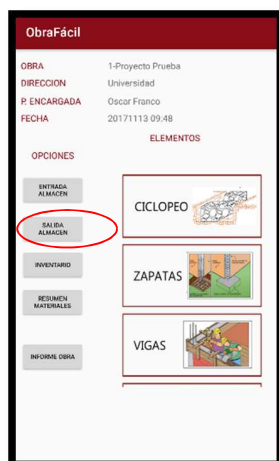 ObraFácil
OBRA 1-Proyecto Prueba
DIRECCION Universidad
P. ENCARGADA Oscar Franco
FECHA 20171113 09:48
ELEMENTOS
OPCIONES
ENTRADA
ALMACEN
SALIDA
ALMACEN
INVENTARIO
RESUMEN
MATERIALES
INFORME OBRA
CICLOPEO
ZAPATAS
VIGAS